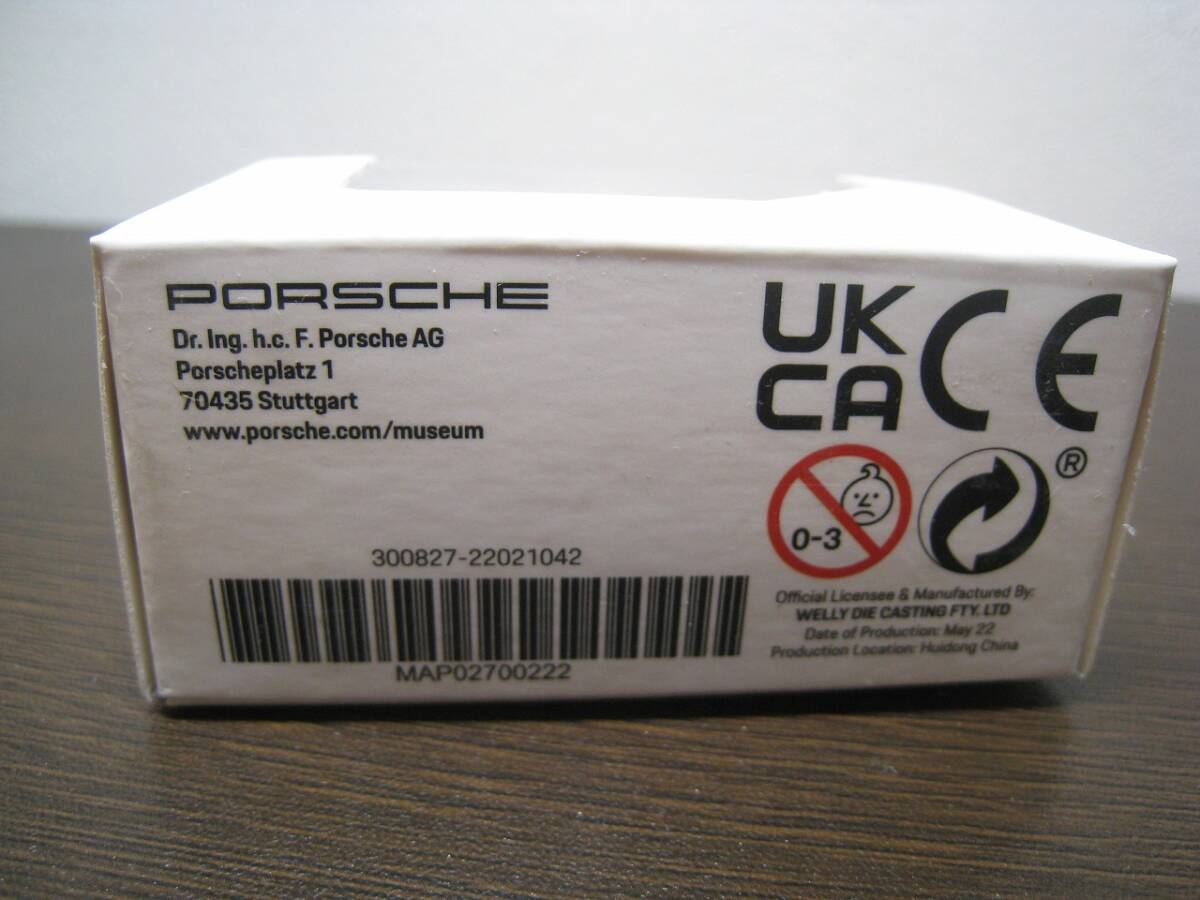 PORSCHE
Dr. Ing. h.c. F. Porsche AG
Porscheplatz 1
70435 Stuttgart
www.porsche.com/museum
300827-22021042
MAP02700222
UK
CA
CE
®
0-3
Official Licensee & Manufactured By:
WELLY DIE CASTING FTY. LTD
Date of Production: May 22
Production Location: Huidong China